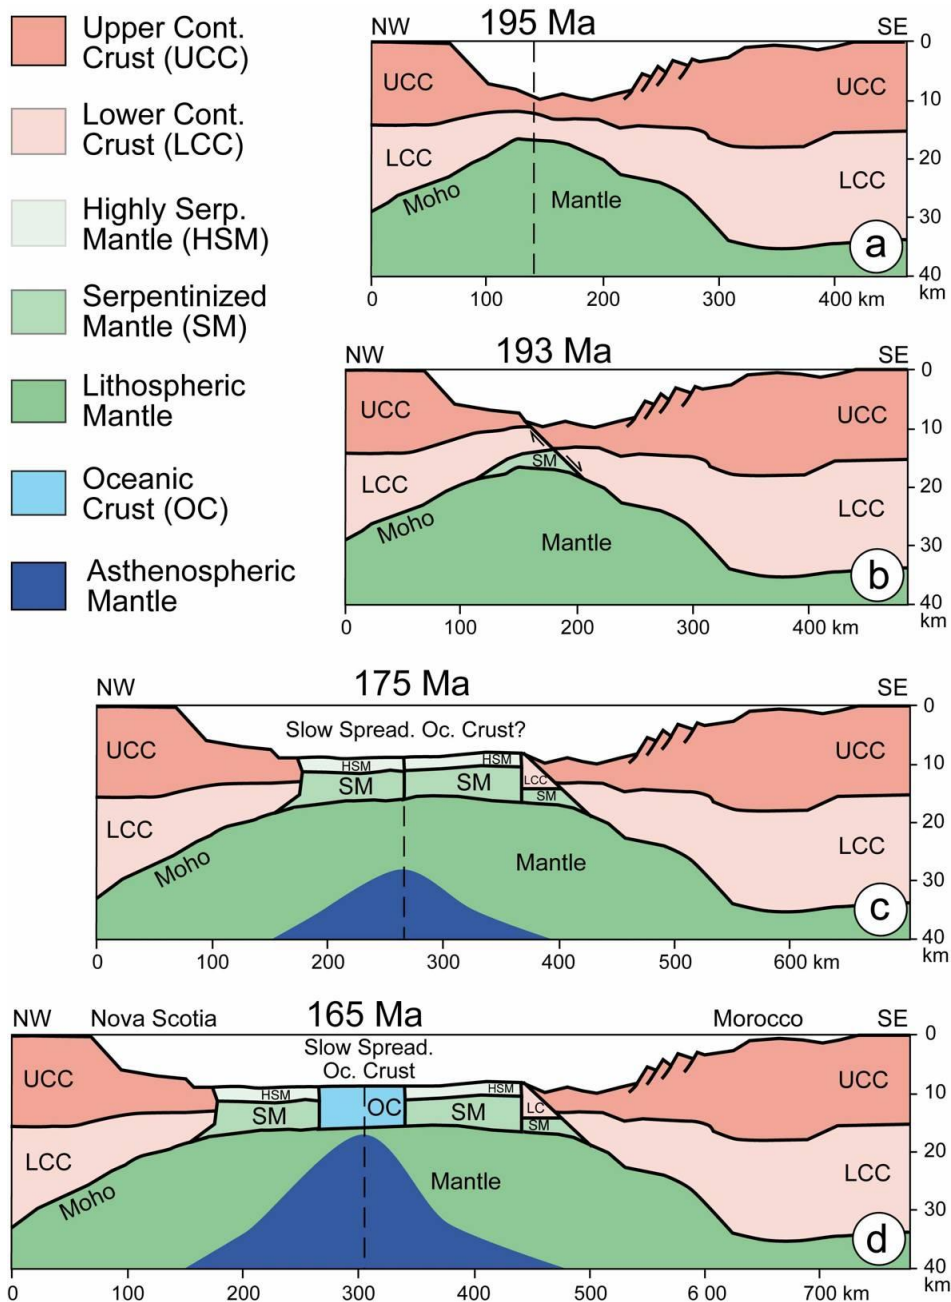 Upper Cont.
Crust (UCC)
Lower Cont.
Crust (LCC)
Highly Serp.
Mantle (HSM)
Serpentinized
Mantle (SM)
Lithospheric
Mantle
Oceanic
Crust (OC)
Asthenospheric
Mantle
NW 195 Ma SE
UCC UCC
LCC LCC
Moho Mantle
a
0
10
20
30
40
km
0 100 200 300 400 km
NW 193 Ma SE
UCC UCC
SM
LCC LCC
Moho Mantle
b
0
10
20
30
40
km
0 100 200 300 400
NW 175 Ma SE
Slow Spread. Oc. Crust?
UCC HSM HSM UCC
SM SM LCC SM
LCC LCC
Moho Mantle
c
0
10
20
30
40
km
0 100 200 300 400 500 600 km
NW Nova Scotia 165 Ma Morocco SE
Slow Spread.
Oc. Crust
UCC HSM HSM UCC
SM OC SM LC SM
LCC LCC
Moho Mantle
d
0
10
20
30
40
km
0 100 200 300 400 500 6 00 700 km